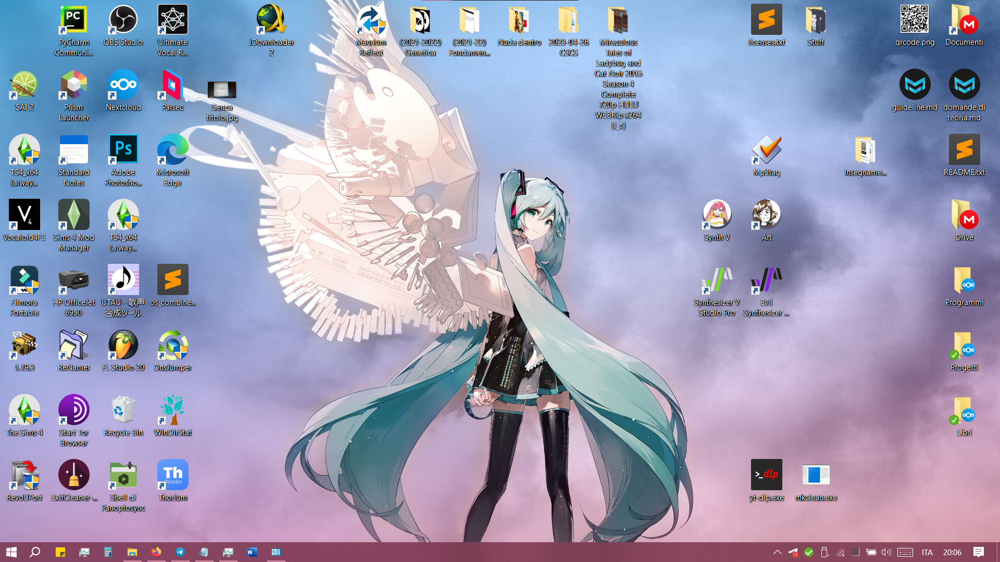 PyCharm
Communi...
OBS Studio
Ultimate
Vocal R...
JDownloader
2
Macrium
Reflect
(2021-2022)
Genetica
(2021-22)
Fondamen...
Nuda dentro
2023-04-26
CSCS
Miraculous
Tales of
Ladybug and
Cat Noir 2015
Season 4
Complete
720p HULU
WEBRip x264
[i_c]
licenses.txt
Stuff
qrcode.png
Documenti
SAI 2
Prism
Launcher
Nextcloud
Parsec
Senza
titolo.jpg
guideline.md
domande di
teoria.md
TS4_x64
(alway...
Standard
Notes
Ps
Adobe
Photosho...
Microsoft
Edge
Mp3tag
Insegname...
README.txt
V
4
Vocaloid4FE
Sims 4 Mod
Manager
TS4_x64
(alway...
Synth V
Art
Drive
Filmora
Portable
HP OfficeJet
6950
UTAU - 歌声
合成ツール
os_combine...
Synthesizer V
Studio Pro
Evil
Synthesizer ...
Programmi
1.19.3
ReNamer
FL Studio 20
DnsJumper
Progetti
The Sims 4
Start Tor
Browser
Recycle Bin
WinDirStat
Libri
RevoUPort
ExifCleaner-...
Shell di
Panoptosync
Th
Reader
Thorium
>_dlp
yt-dlp.exe
mkclean.exe
ITA
20:06